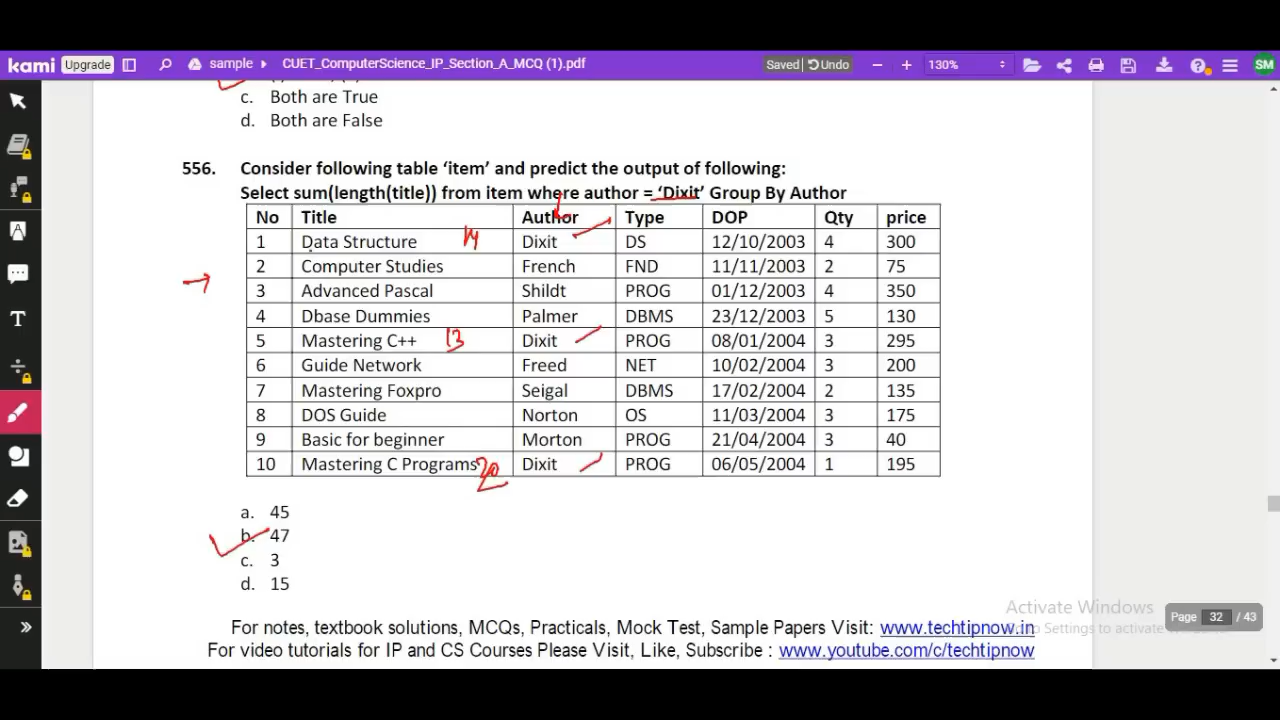 kami Upgrade sample CUET_ComputerScience_IP_Section_A_MCQ (1).pdf Saved Undo 130% SM
c. Both are True
d. Both are False
556. Consider following table ‘item’ and predict the output of following:
Select sum(length(title)) from item where author = ‘Dixit’ Group By Author
No Title Author Type DOP Qty price
1 Data Structure 14 Dixit DS 12/10/2003 4 300
2 Computer Studies French FND 11/11/2003 2 75
3 Advanced Pascal Shildt PROG 01/12/2003 4 350
4 Dbase Dummies Palmer DBMS 23/12/2003 5 130
5 Mastering C++ 13 Dixit PROG 08/01/2004 3 295
6 Guide Network Freed NET 10/02/2004 3 200
7 Mastering Foxpro Seigal DBMS 17/02/2004 2 135
8 DOS Guide Norton OS 11/03/2004 3 175
9 Basic for beginner Morton PROG 21/04/2004 3 40
10 Mastering C Programs 20 Dixit PROG 06/05/2004 1 195
a. 45
b. 47
c. 3
d. 15
Activate Windows
Page 32 / 43
For notes, textbook solutions, MCQs, Practicals, Mock Test, Sample Papers Visit: www.techtipnow.in
For video tutorials for IP and CS Courses Please Visit, Like, Subscribe : www.youtube.com/c/techtipnow